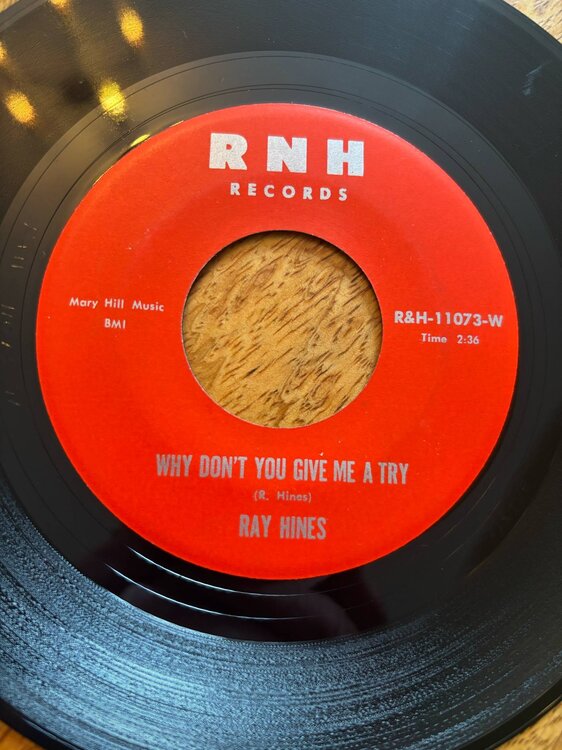 RNH
RECORDS
Mary Hill Music
BMI
R&H-11073-W
Time 2:36
WHY DON'T YOU GIVE ME A TRY
(R. Hines)
RAY HINES